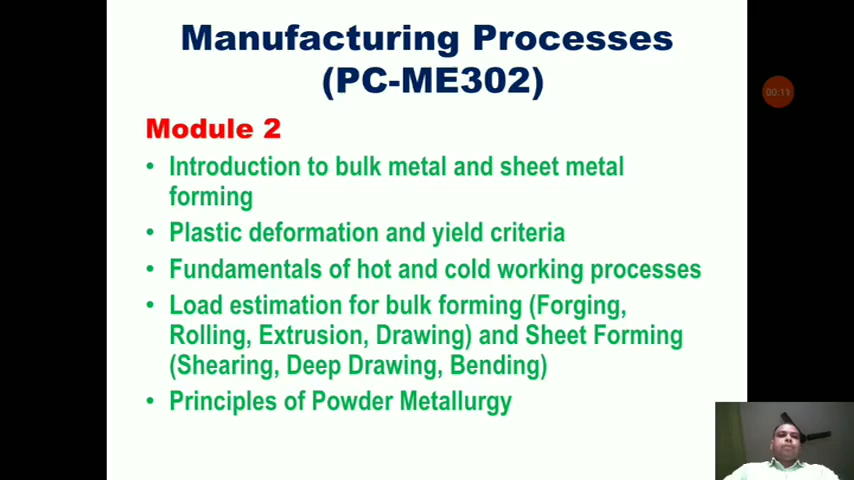 Manufacturing Processes
(PC-ME302)
Module 2
• Introduction to bulk metal and sheet metal
forming
• Plastic deformation and yield criteria
• Fundamentals of hot and cold working processes
• Load estimation for bulk forming (Forging,
Rolling, Extrusion, Drawing) and Sheet Forming
(Shearing, Deep Drawing, Bending)
• Principles of Powder Metallurgy
00:11